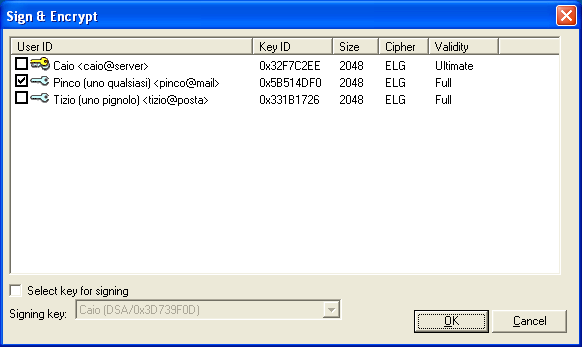 Sign & Encrypt
User ID Key ID Size Cipher Validity
Caio <caio@server> 0x32F7C2EE 2048 ELG Ultimate
Pinco (uno qualsiasi) <pinco@mail> 0x5B514DF0 2048 ELG Full
Tizio (uno pignolo) <tizio@posta> 0x331B1726 2048 ELG Full
Select key for signing
Signing key: Caio (DSA/0x3D739F0D)
OK Cancel